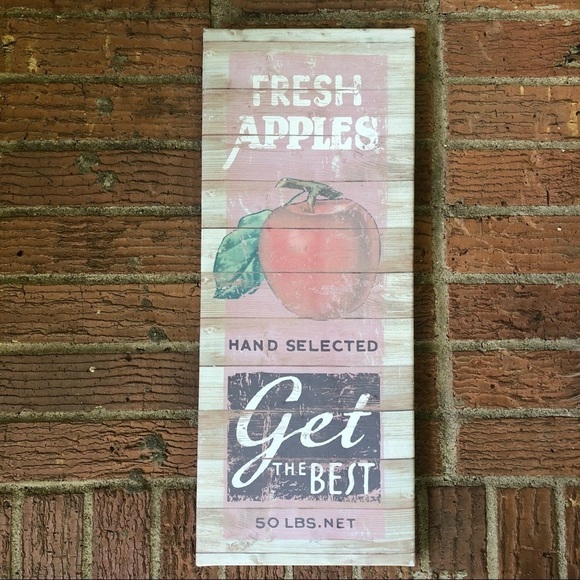 FRESH
APPLES
HAND SELECTED
Get
THE BEST
50 LBS.NET